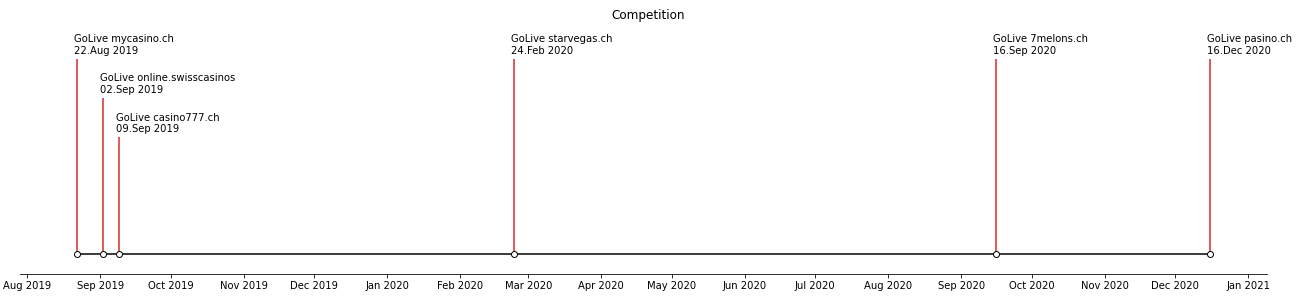 Competition
GoLive mycasino.ch
22.Aug 2019
GoLive online.swisscasinos
02.Sep 2019
GoLive casino777.ch
09.Sep 2019
GoLive starvegas.ch
24.Feb 2020
GoLive 7melons.ch
16.Sep 2020
GoLive pasino.ch
16.Dec 2020
Aug 2019 Sep 2019 Oct 2019 Nov 2019 Dec 2019 Jan 2020 Feb 2020 Mar 2020 Apr 2020 May 2020 Jun 2020 Jul 2020 Aug 2020 Sep 2020 Oct 2020 Nov 2020 Dec 2020 Jan 2021